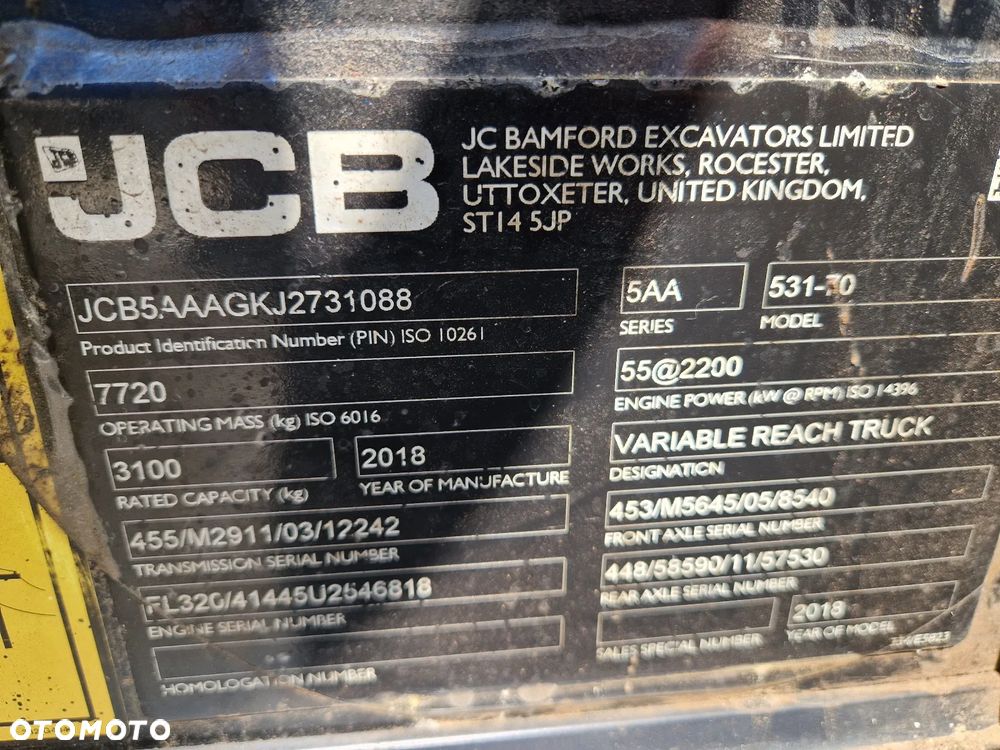 JCB
JC BAMFORD EXCAVATORS LIMITED
LAKESIDE WORKS, ROCESTER,
UTTOXETER, UNITED KINGDOM,
ST14 5JP
JCB5AAAGKJ2731088
Product Identification Number (PIN) ISO 10261
5AA
SERIES
531-70
MODEL
7720
OPERATING MASS (kg) ISO 6016
55@2200
ENGINE POWER (kW @ RPM) ISO 14396
3100
RATED CAPACITY (kg)
2018
YEAR OF MANUFACTURE
VARIABLE REACH TRUCK
DESIGNATION
455/M2911/03/12242
TRANSMISSION SERIAL NUMBER
453/M5645/05/8540
FRONT AXLE SERIAL NUMBER
FL320/41445U2546818
ENGINE SERIAL NUMBER
448/58590/11/57530
REAR AXLE SERIAL NUMBER
HOMOLOGATION NUMBER
SALES SPECIAL NUMBER
2018
YEAR OF MODEL
OTOMOTO